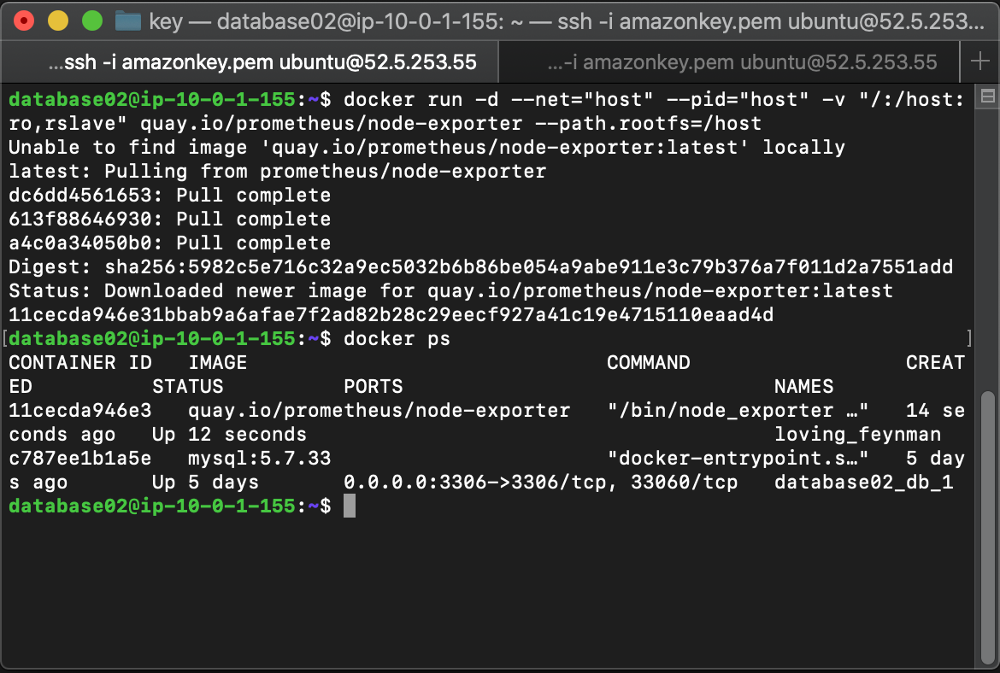 key — database02@ip-10-0-1-155: ~ — ssh -i amazonkey.pem ubuntu@52.5.253...
...ssh -i amazonkey.pem ubuntu@52.5.253.55
...-i amazonkey.pem ubuntu@52.5.253.55
database02@ip-10-0-1-155:~$ docker run -d --net="host" --pid="host" -v "/:/host:
ro,rslave" quay.io/prometheus/node-exporter --path.rootfs=/host
Unable to find image 'quay.io/prometheus/node-exporter:latest' locally
latest: Pulling from prometheus/node-exporter
dc6dd4561653: Pull complete
613f88646930: Pull complete
a4c0a34050b0: Pull complete
Digest: sha256:5982c5e716c32a9ec5032b6b86be054a9abe911e3c79b376a7f011d2a7551add
Status: Downloaded newer image for quay.io/prometheus/node-exporter:latest
11cecda946e31bbab9a6afae7f2ad82b28c29eecf927a41c19e4715110eaad4d
[database02@ip-10-0-1-155:~$ docker ps ]
CONTAINER ID   IMAGE                              COMMAND                  CREAT
ED          STATUS          PORTS                               NAMES
11cecda946e3   quay.io/prometheus/node-exporter   "/bin/node_exporter …"   14 se
conds ago   Up 12 seconds                                       loving_feynman
c787ee1b1a5e   mysql:5.7.33                       "docker-entrypoint.s…"   5 day
s ago       Up 5 days       0.0.0.0:3306->3306/tcp, 33060/tcp   database02_db_1
database02@ip-10-0-1-155:~$